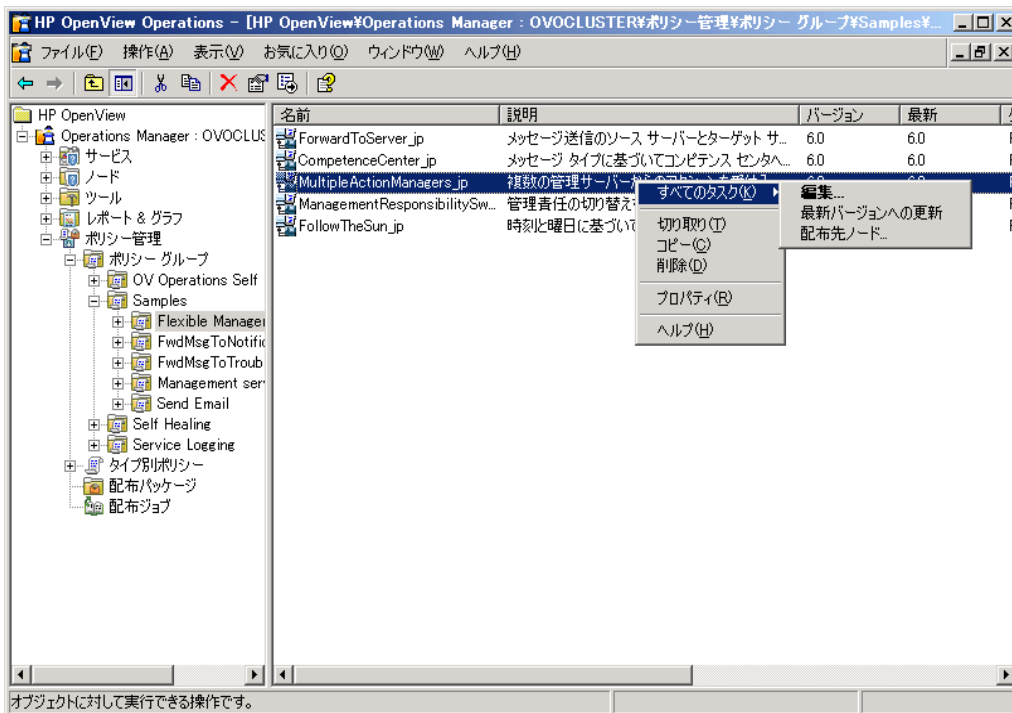 HP OpenView Operations - [HP OpenView¥Operations Manager : OVOCLUSTER¥ポリシー管理¥ポリシー グループ¥Samples¥...
ファイル(F) 操作(A) 表示(V) お気に入り(O) ウィンドウ(W) ヘルプ(H)
HP OpenView
Operations Manager : OVOCLUS
サービス
ノード
ツール
レポート & グラフ
ポリシー管理
ポリシー グループ
OV Operations Self
Samples
Flexible Manager
FwdMsgToNotific
FwdMsgToTroub
Management ser
Send Email
Self Healing
Service Logging
タイプ別ポリシー
配布パッケージ
配布ジョブ
名前 説明 バージョン 最新
ForwardToServer_jp メッセージ送信のソース サーバーとターゲット サ... 6.0 6.0
CompetenceCenter_jp メッセージ タイプに基づいてコンピテンス センタへ... 6.0 6.0
MultipleActionManagers_jp 複数の管理サーバーからのアクションを受け入
ManagementResponsibilitySw... 管理責任の切り替え
FollowTheSun_jp 時刻と曜日に基づいて
すべてのタスク(K)
切り取り(T)
コピー(C)
削除(D)
プロパティ(R)
ヘルプ(H)
編集...
最新バージョンへの更新
配布先ノード...
オブジェクトに対して実行できる操作です。